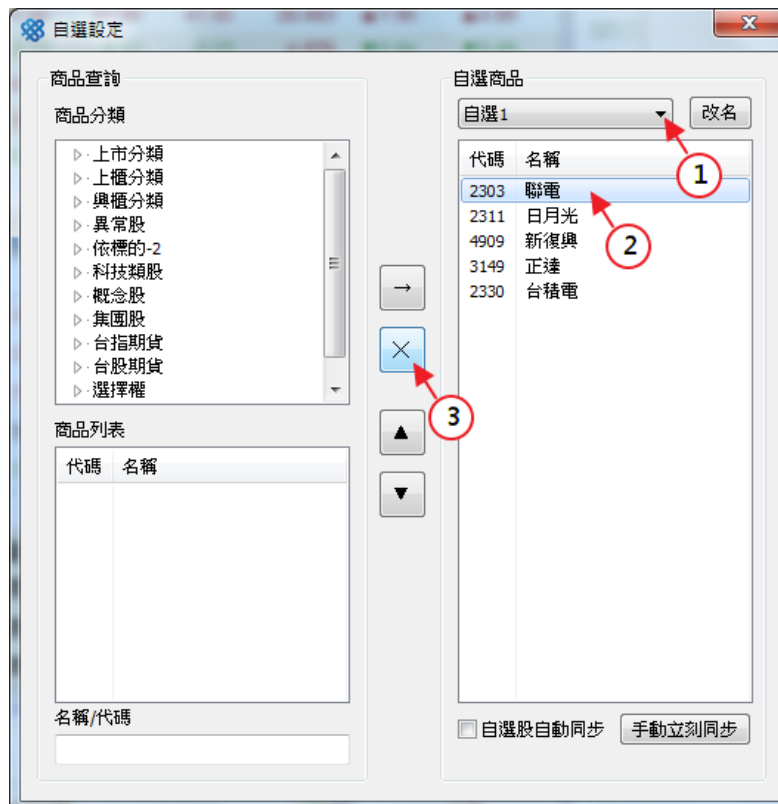 自選設定
商品查詢
商品分類
上市分類
上櫃分類
興櫃分類
異常股
依標的-2
科技類股
概念股
集團股
台指期貨
台股期貨
選擇權
商品列表
代碼 名稱
名稱/代碼
→
×
▲
▼
自選商品
自選1 改名
代碼 名稱
2303 聯電
2311 日月光
4909 新復興
3149 正達
2330 台積電
1
2
3
自選股自動同步 手動立刻同步